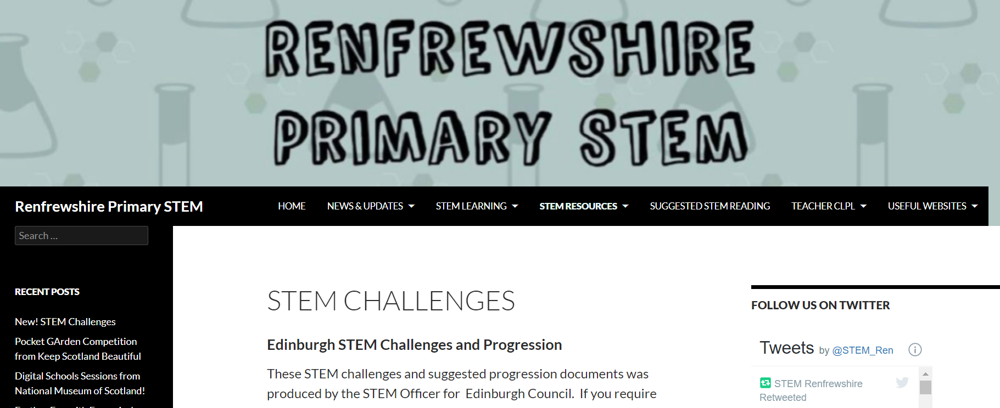 RENFREWSHIRE
PRIMARY STEM
Renfrewshire Primary STEM
HOME NEWS & UPDATES STEM LEARNING STEM RESOURCES SUGGESTED STEM READING TEACHER CLPL USEFUL WEBSITES
Search ...
RECENT POSTS
New! STEM Challenges
Pocket GArden Competition
from Keep Scotland Beautiful
Digital Schools Sessions from
National Museum of Scotland!
STEM CHALLENGES
Edinburgh STEM Challenges and Progression
These STEM challenges and suggested progression documents was
produced by the STEM Officer for Edinburgh Council. If you require
FOLLOW US ON TWITTER
Tweets by @STEM_Ren
STEM Renfrewshire
Retweeted